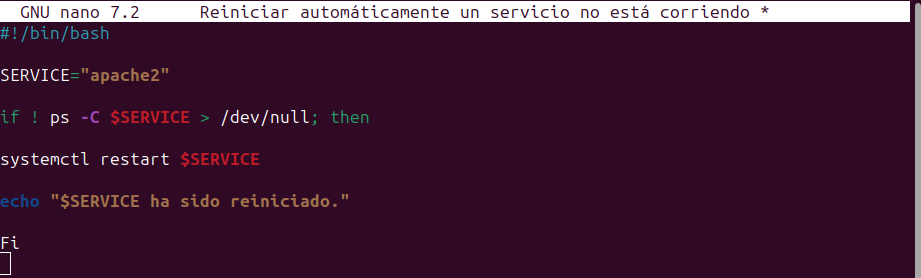 GNU nano 7.2 Reiniciar automáticamente un servicio no está corriendo *
#!/bin/bash
SERVICE="apache2"
if ! ps -C $SERVICE > /dev/null; then
systemctl restart $SERVICE
echo "$SERVICE ha sido reiniciado."
Fi